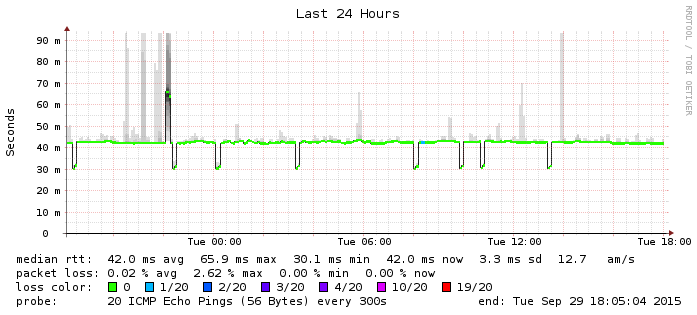 Last 24 Hours
RRDTOOL / TOBI OETIKER
Seconds
90 m
80 m
70 m
60 m
50 m
40 m
30 m
20 m
10 m
0
Tue 00:00 Tue 06:00 Tue 12:00 Tue 18:00
median rtt: 42.0 ms avg 65.9 ms max 30.1 ms min 42.0 ms now 3.3 ms sd 12.7 am/s
packet loss: 0.02 % avg 2.62 % max 0.00 % min 0.00 % now
loss color: 0 1/20 2/20 3/20 4/20 10/20 19/20
probe: 20 ICMP Echo Pings (56 Bytes) every 300s end: Tue Sep 29 18:05:04 2015